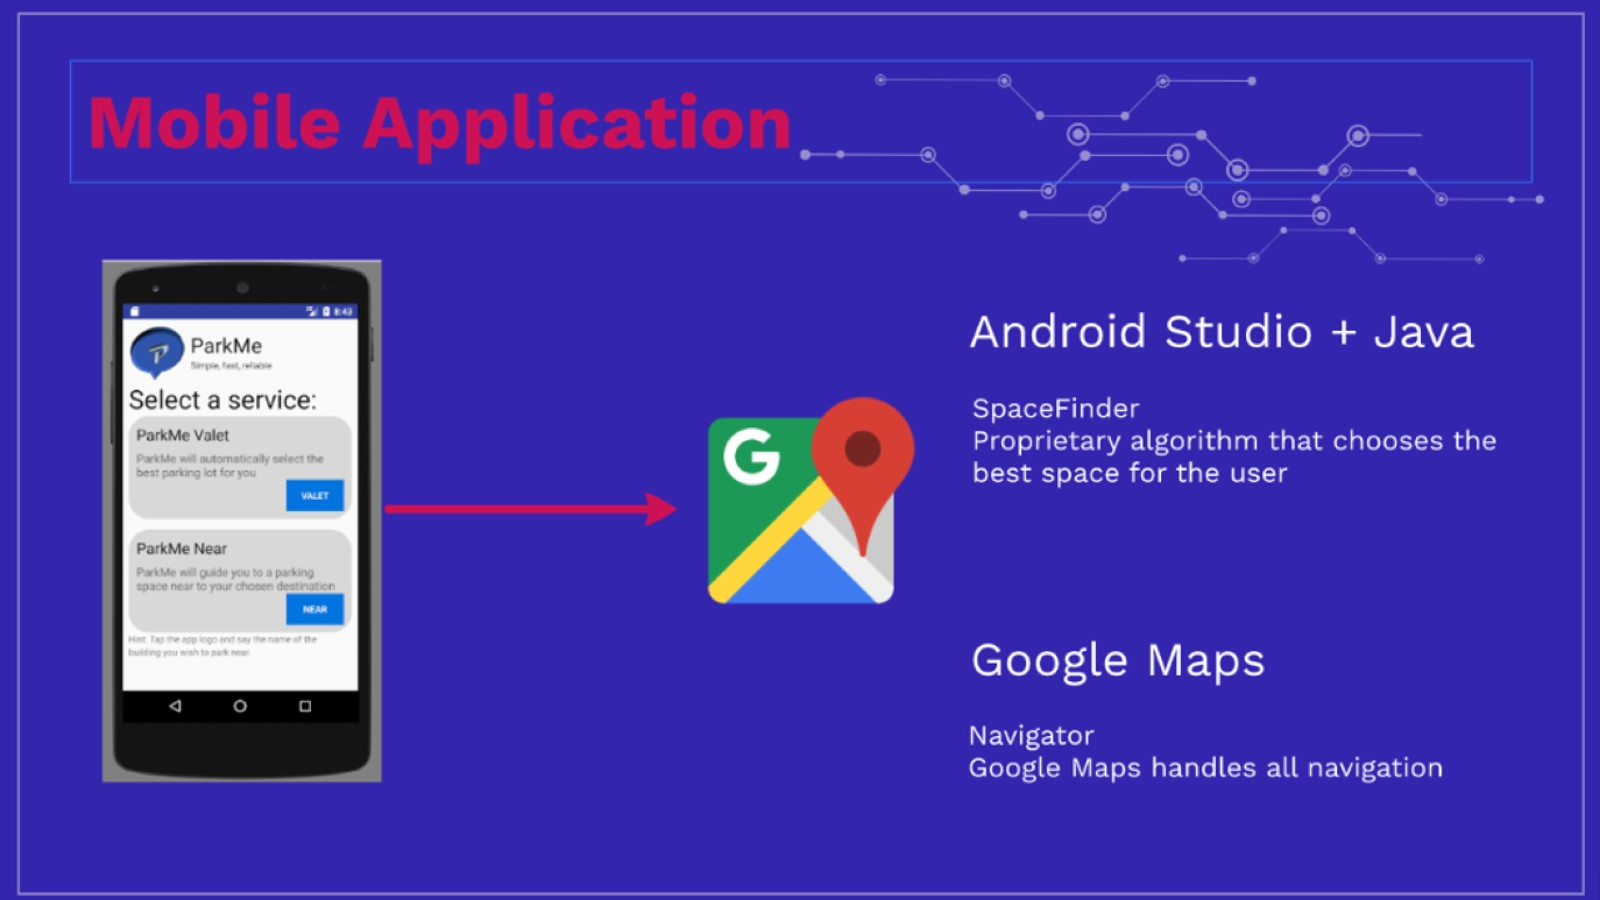 Mobile Application
8:43
ParkMe
Simple, fast, reliable
Select a service:
ParkMe Valet
ParkMe will automatically select the
best parking lot for you
VALET
ParkMe Near
ParkMe will guide you to a parking
space near to your chosen destination
NEAR
Hint: Tap the app logo and say the name of the
building you wish to park near.
G
Android Studio + Java
SpaceFinder
Proprietary algorithm that chooses the
best space for the user
Google Maps
Navigator
Google Maps handles all navigation